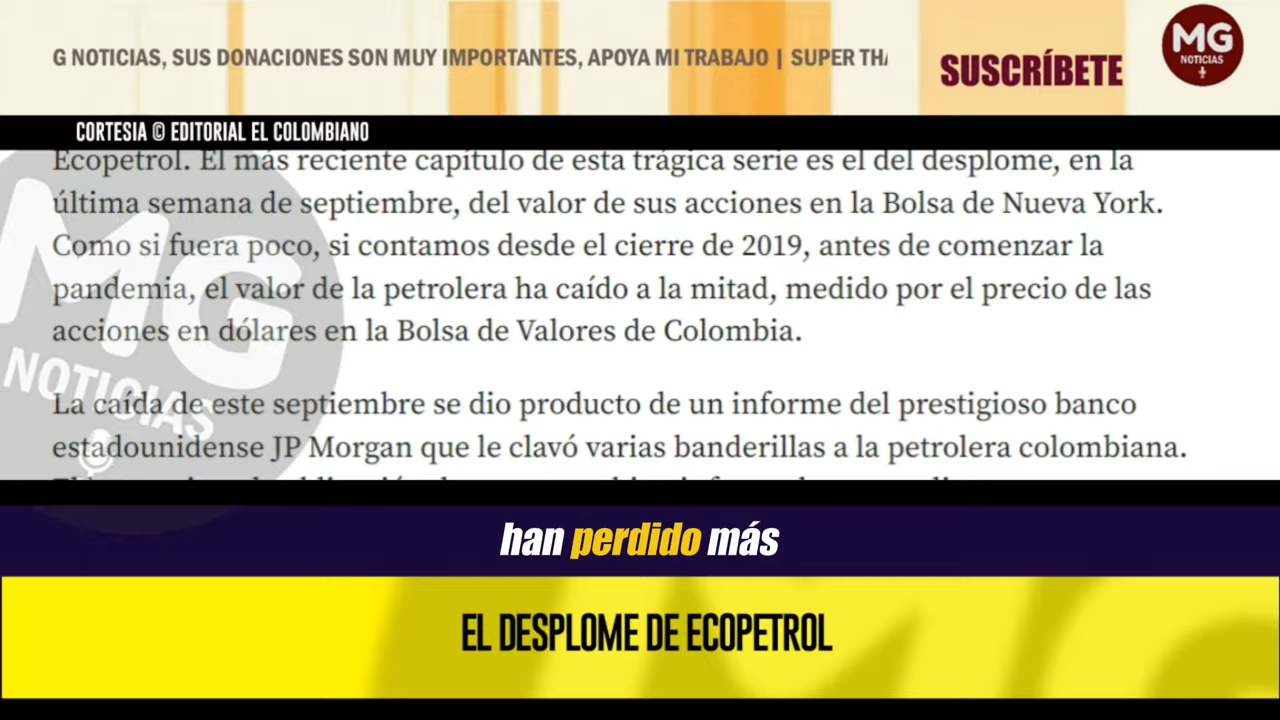 G NOTICIAS, SUS DONACIONES SON MUY IMPORTANTES, APOYA MI TRABAJO | SUPER THA
SUSCRÍBETE
MG
NOTICIAS
CORTESIA © EDITORIAL EL COLOMBIANO
Ecopetrol. El más reciente capítulo de esta trágica serie es el del desplome, en la
última semana de septiembre, del valor de sus acciones en la Bolsa de Nueva York.
Como si fuera poco, si contamos desde el cierre de 2019, antes de comenzar la
pandemia, el valor de la petrolera ha caído a la mitad, medido por el precio de las
acciones en dólares en la Bolsa de Valores de Colombia.
La caída de este septiembre se dio producto de un informe del prestigioso banco
estadounidense JP Morgan que le clavó varias banderillas a la petrolera colombiana.
MG
NOTICIAS
han perdido más
EL DESPLOME DE ECOPETROL